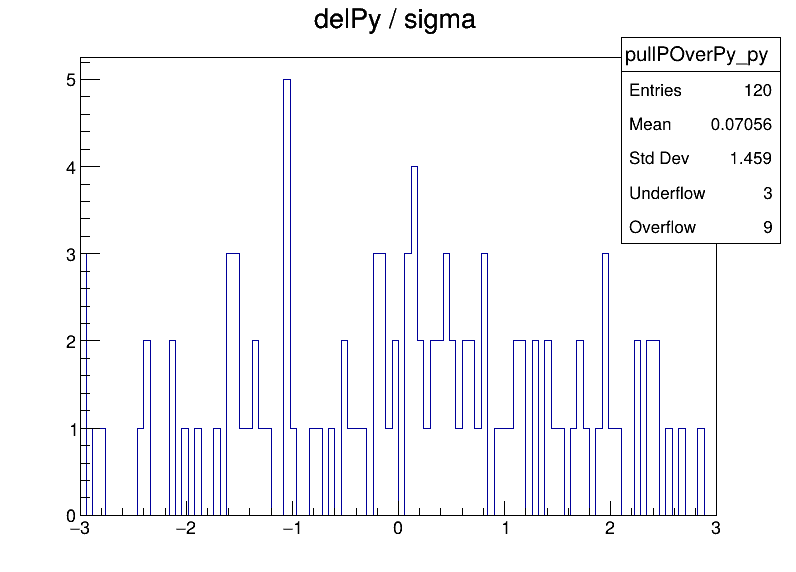 delPy / sigma
pullPOverPy_py
Entries 120
Mean 0.07056
Std Dev 1.459
Underflow 3
Overflow 9
5
4
3
2
1
0
−3 −2 −1 0 1 2 3